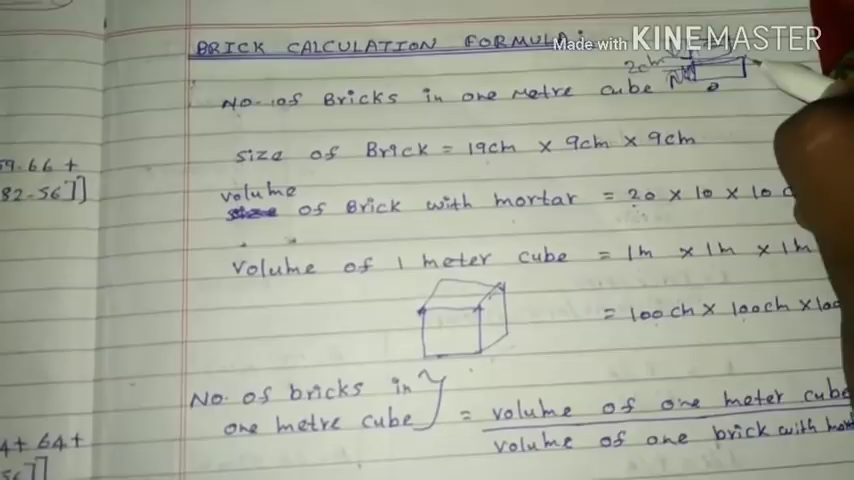 BRICK CALCULATION FORMULA:
Made with KINEMASTER
No. of Bricks in one Metre cube
size of Brick = 19cm × 9cm × 9cm
59.66 +
82.56]]
volume
of Brick with mortar = 20 × 10 × 10 c
volume of 1 meter cube = 1m × 1m × 1m
= 100cm × 100cm × 100
No. of bricks in
one metre cube } = volume of one meter cube
volume of one brick with mort
4+ 64+
56]]